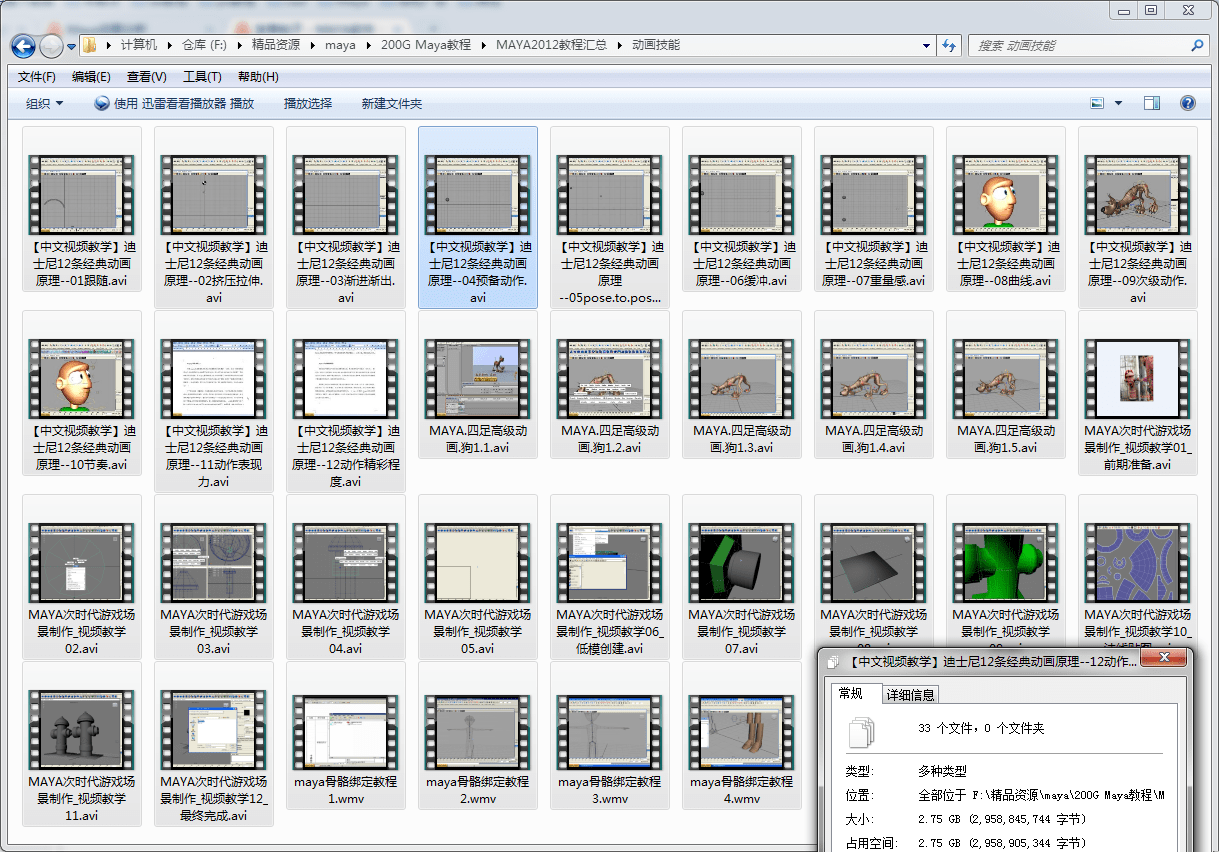 计算机 仓库 (F:) 精品资源 maya 200G Maya教程 MAYA2012教程汇总 动画技能
搜索 动画技能
文件(F) 编辑(E) 查看(V) 工具(T) 帮助(H)
组织 使用 迅雷看看播放器 播放 播放选择 新建文件夹
【中文视频教学】迪
士尼12条经典动画
原理--01跟随.avi
【中文视频教学】迪
士尼12条经典动画
原理--02挤压拉伸.
avi
【中文视频教学】迪
士尼12条经典动画
原理--03渐进渐出.
avi
【中文视频教学】迪
士尼12条经典动画
原理--04预备动作.
avi
【中文视频教学】迪
士尼12条经典动画
原理
--05pose.to.pos...
【中文视频教学】迪
士尼12条经典动画
原理--06缓冲.avi
【中文视频教学】迪
士尼12条经典动画
原理--07重量感.avi
【中文视频教学】迪
士尼12条经典动画
原理--08曲线.avi
【中文视频教学】迪
士尼12条经典动画
原理--09次级动作.
avi
【中文视频教学】迪
士尼12条经典动画
原理--10节奏.avi
【中文视频教学】迪
士尼12条经典动画
原理--11动作表现
力.avi
【中文视频教学】迪
士尼12条经典动画
原理--12动作精彩程
度.avi
MAYA.四足高级动
画.狗1.1.avi
MAYA.四足高级动
画.狗1.2.avi
MAYA.四足高级动
画.狗1.3.avi
MAYA.四足高级动
画.狗1.4.avi
MAYA.四足高级动
画.狗1.5.avi
MAYA次时代游戏场
景制作_视频教学01_
前期准备.avi
MAYA次时代游戏场
景制作_视频教学
02.avi
MAYA次时代游戏场
景制作_视频教学
03.avi
MAYA次时代游戏场
景制作_视频教学
04.avi
MAYA次时代游戏场
景制作_视频教学
05.avi
MAYA次时代游戏场
景制作_视频教学06_
低模创建.avi
MAYA次时代游戏场
景制作_视频教学
07.avi
MAYA次时代游戏场
景制作_视频教学
MAYA次时代游戏场
景制作_视频教学
MAYA次时代游戏场
景制作_视频教学10_
MAYA次时代游戏场
景制作_视频教学
11.avi
MAYA次时代游戏场
景制作_视频教学12_
最终完成.avi
maya骨骼绑定教程
1.wmv
maya骨骼绑定教程
2.wmv
maya骨骼绑定教程
3.wmv
maya骨骼绑定教程
4.wmv
【中文视频教学】迪士尼12条经典动画原理--12动作...
常规 详细信息
33 个文件，0 个文件夹
类型: 多种类型
位置: 全部位于 F:\精品资源\maya\200G Maya教程\M
大小: 2.75 GB (2,958,845,744 字节)
占用空间: 2.75 GB (2,958,905,344 字节)